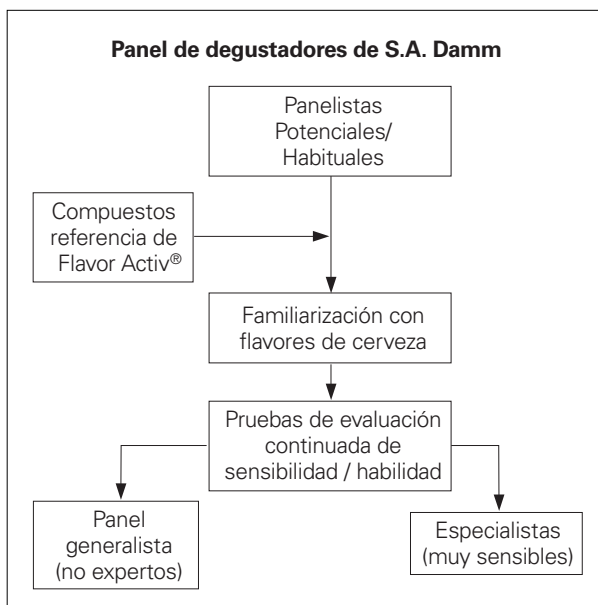 Panel de degustadores de S.A. Damm
Panelistas
Potenciales/
Habituales
Compuestos
referencia de
Flavor Activ®
Familiarización con
flavores de cerveza
Pruebas de evaluación
continuada de
sensibilidad / habilidad
Panel
generalista
(no expertos)
Especialistas
(muy sensibles)